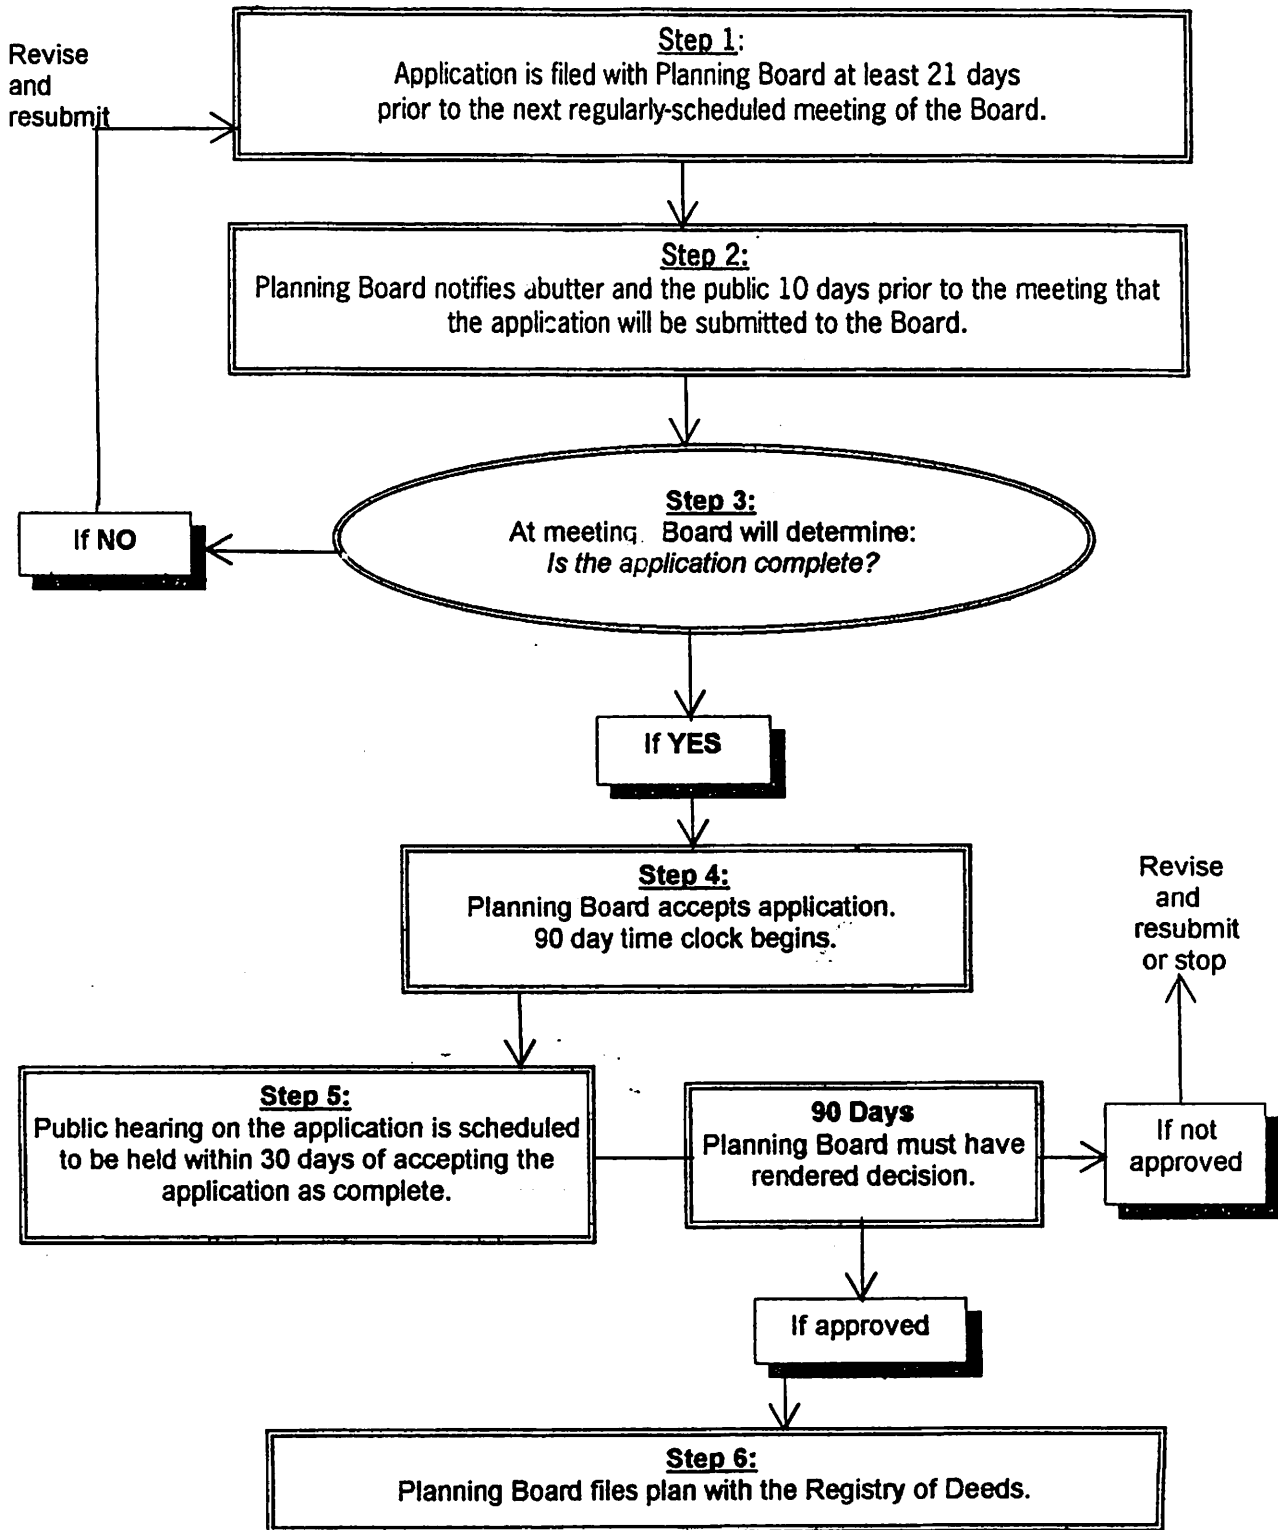 Revise
and
resubmit
Step 1:
Application is filed with Planning Board at least 21 days
prior to the next regularly-scheduled meeting of the Board.
Step 2:
Planning Board notifies abutter and the public 10 days prior to the meeting that
the application will be submitted to the Board.
Step 3:
At meeting, Board will determine:
Is the application complete?
If NO
If YES
Step 4:
Planning Board accepts application.
90 day time clock begins.
Step 5:
Public hearing on the application is scheduled
to be held within 30 days of accepting the
application as complete.
90 Days
Planning Board must have
rendered decision.
If not
approved
Revise
and
resubmit
or stop
If approved
Step 6:
Planning Board files plan with the Registry of Deeds.